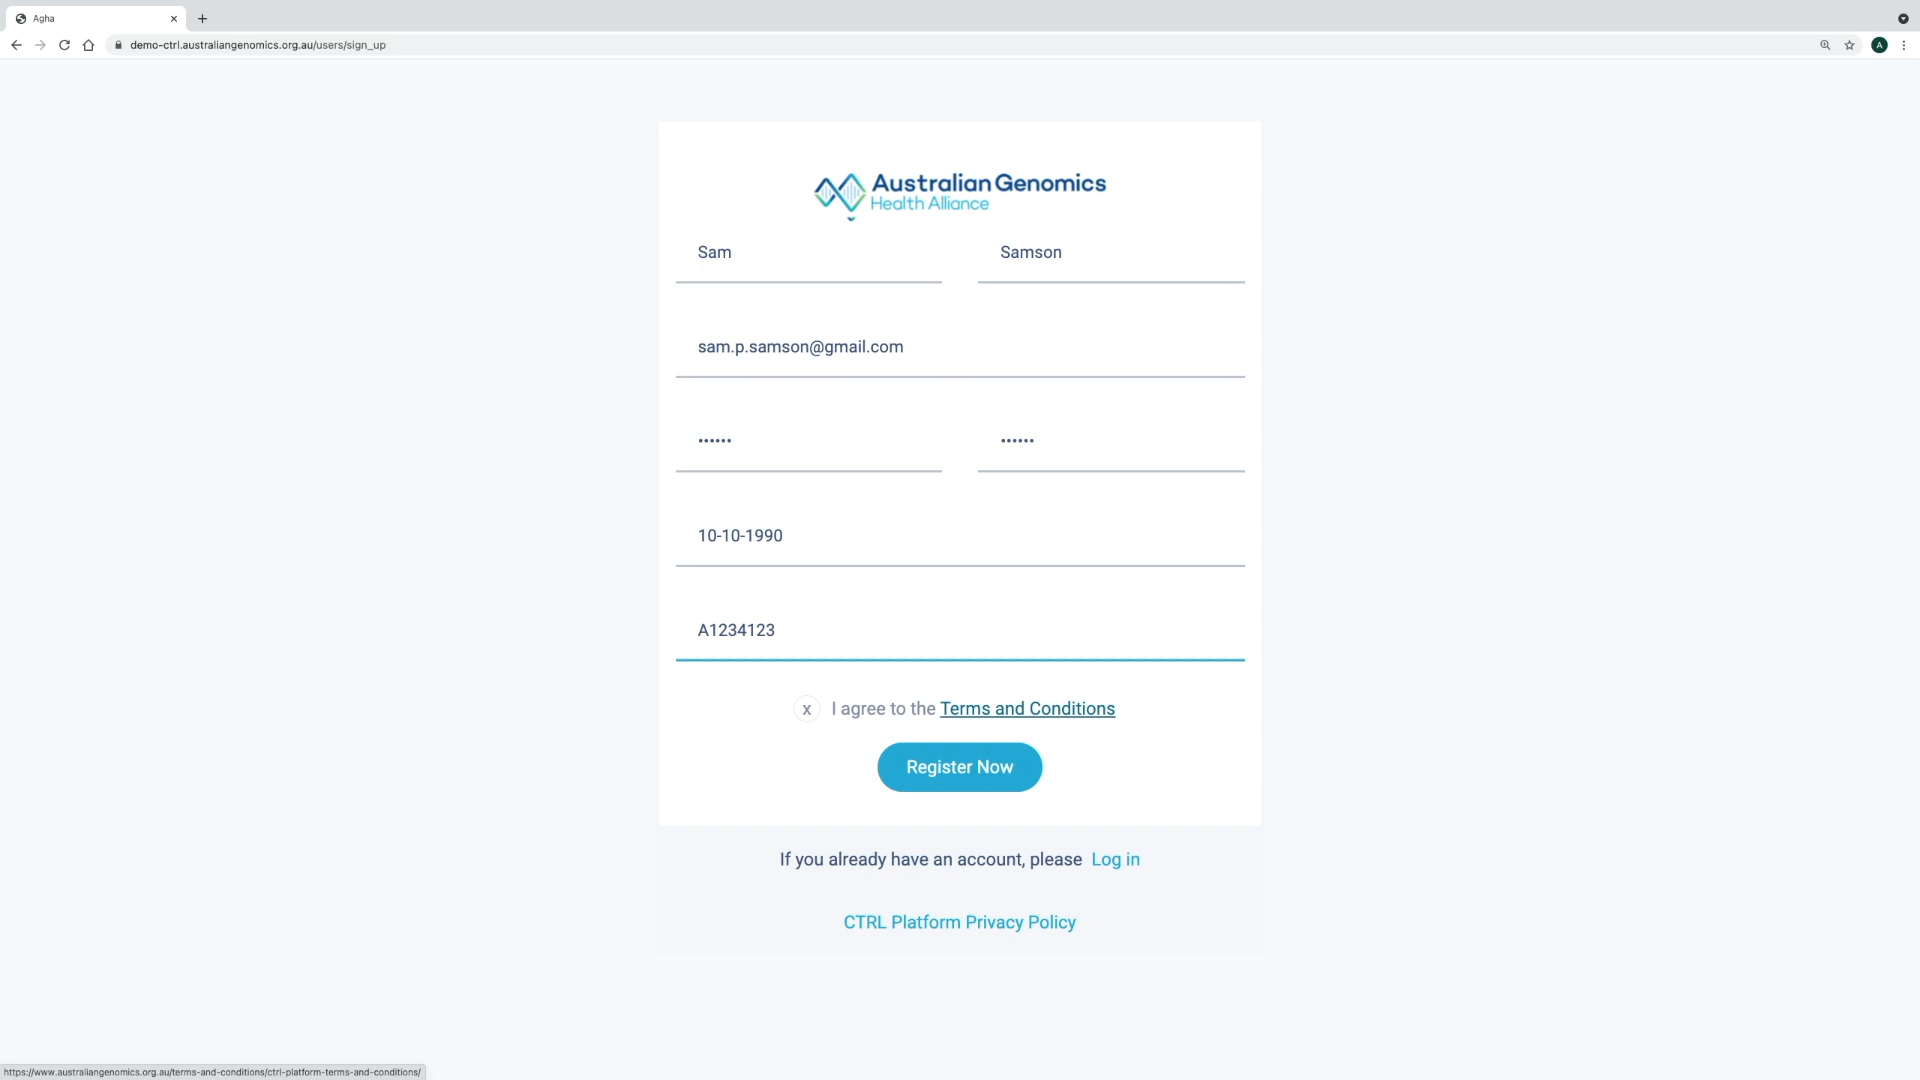 Agha
demo-ctrl.australiangenomics.org.au/users/sign_up
A
Australian Genomics
Health Alliance
Sam Samson
sam.p.samson@gmail.com
•••••• ••••••
10-10-1990
A1234123
x I agree to the Terms and Conditions
Register Now
If you already have an account, please Log in
CTRL Platform Privacy Policy
https://www.australiangenomics.org.au/terms-and-conditions/ctrl-platform-terms-and-conditions/